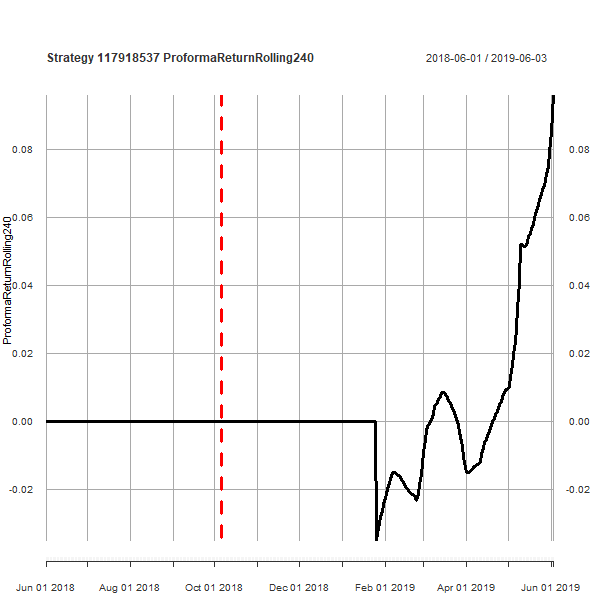 Strategy 117918537 ProformaReturnRolling240
2018-06-01 / 2019-06-03
ProformaReturnRolling240
0.08
0.06
0.04
0.02
0.00
-0.02
0.08
0.06
0.04
0.02
0.00
-0.02
Jun 01 2018
Aug 01 2018
Oct 01 2018
Dec 01 2018
Feb 01 2019
Apr 01 2019
Jun 01 2019